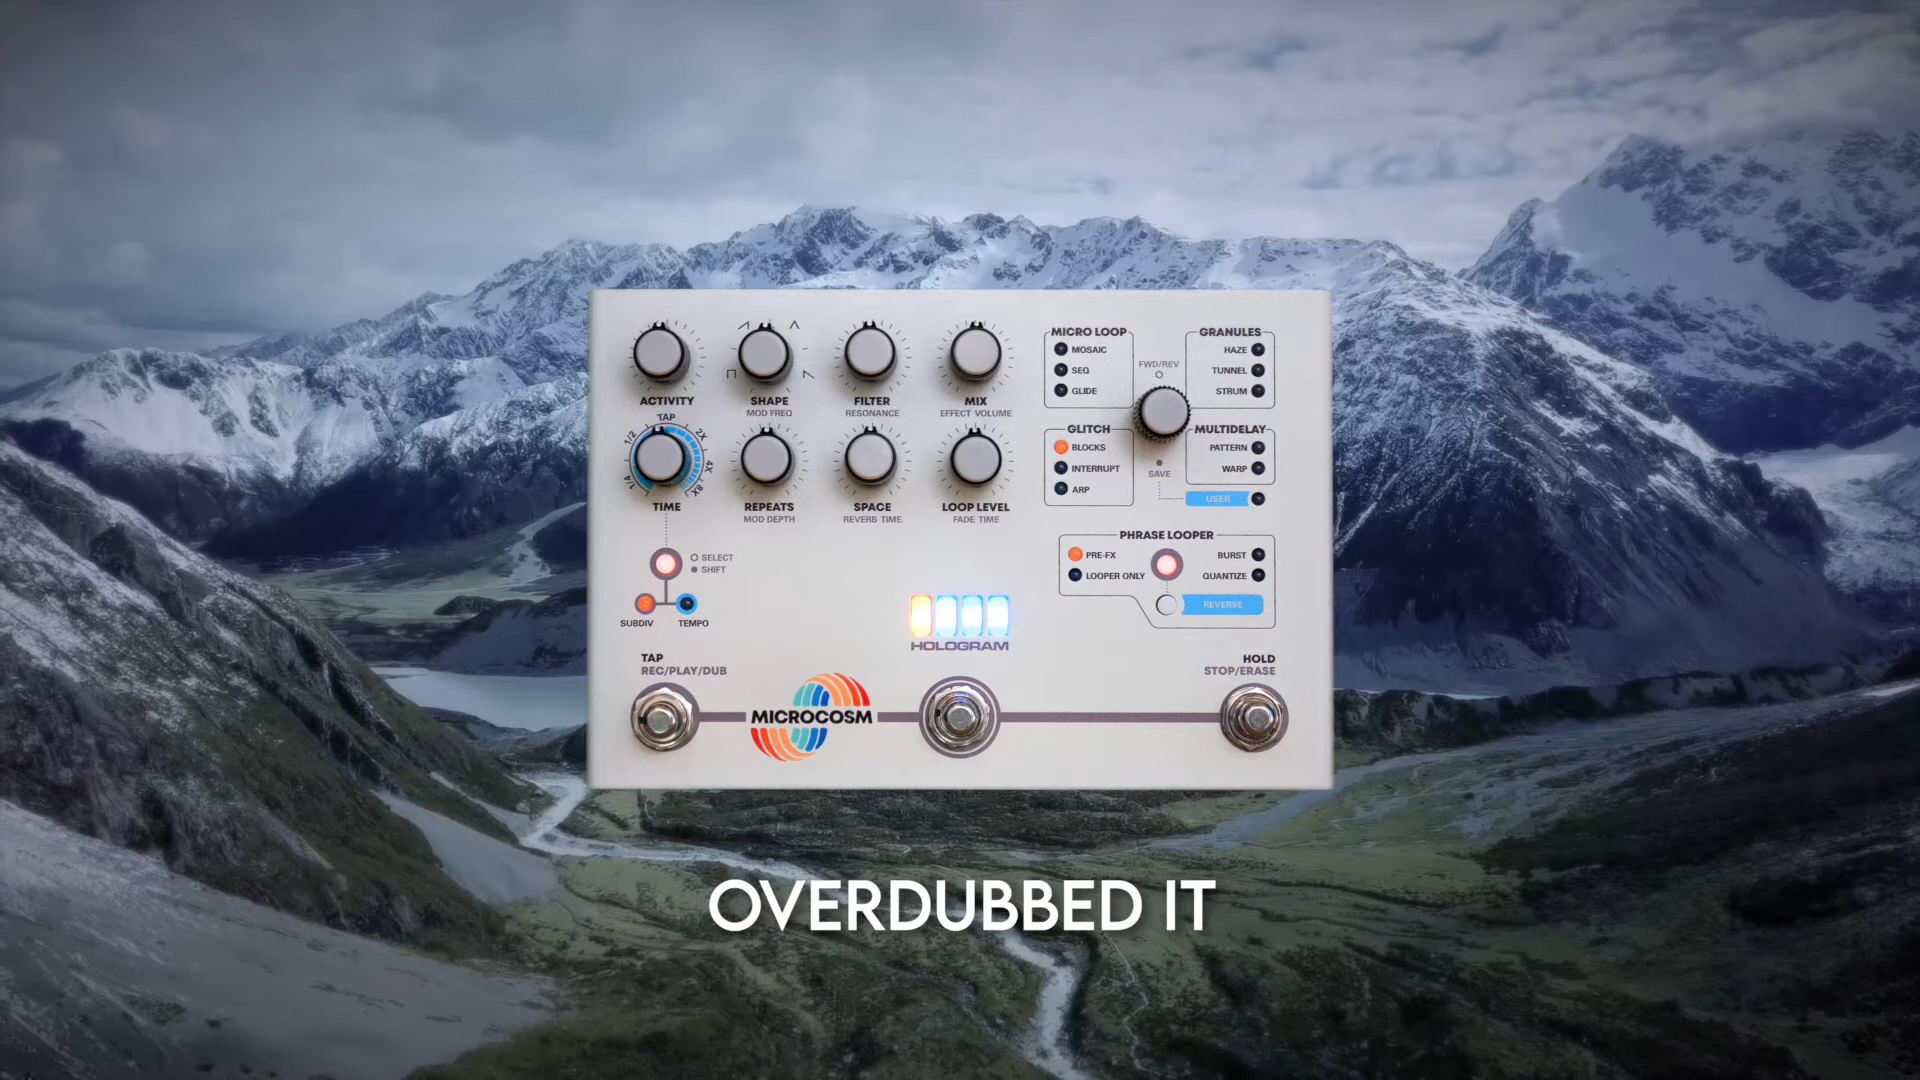 ACTIVITY
SHAPE
MOD FREQ
FILTER
RESONANCE
MIX
EFFECT VOLUME
TAP
1/2
2X
1/4
4X
8X
TIME
REPEATS
MOD DEPTH
SPACE
REVERB TIME
LOOP LEVEL
FADE TIME
MICRO LOOP
MOSAIC
SEQ
GLIDE
FWD/REV
GRANULES
HAZE
TUNNEL
STRUM
GLITCH
BLOCKS
INTERRUPT
ARP
SAVE
MULTIDELAY
PATTERN
WARP
USER
SELECT
SHIFT
SUBDIV
TEMPO
PHRASE LOOPER
PRE-FX
LOOPER ONLY
BURST
QUANTIZE
REVERSE
HOLOGRAM
TAP
REC/PLAY/DUB
MICROCOSM
HOLD
STOP/ERASE
OVERDUBBED IT